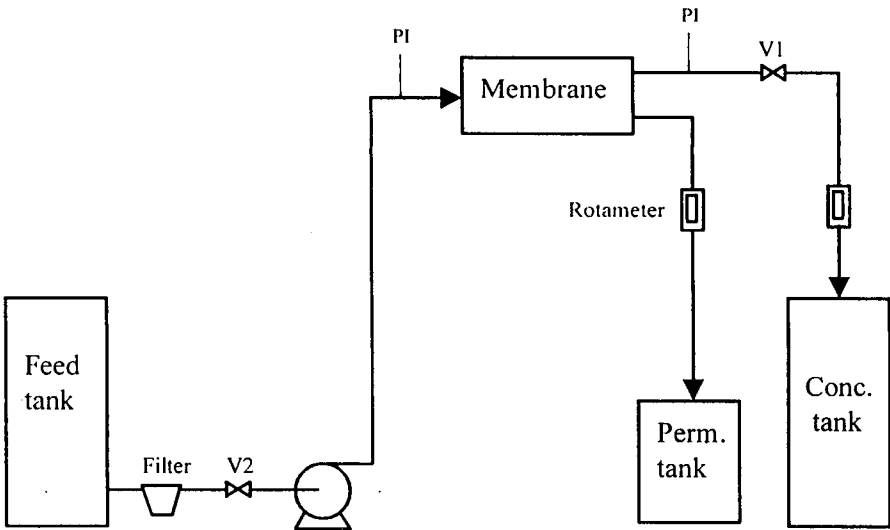 PI
PI
V1
Membrane
Rotameter
Feed
tank
Conc.
tank
Perm.
tank
Filter
V2